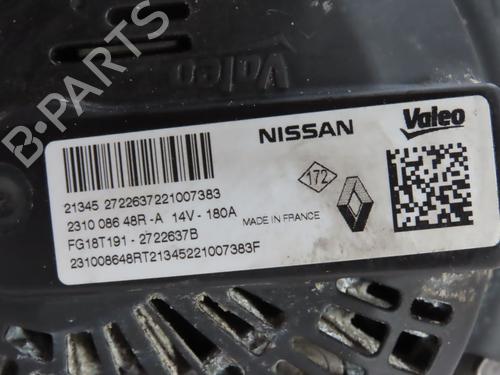 Valeo
B-PARTS
NISSAN
Valeo
172
21345 2722637221007383
2310 086 48R -A 14V - 180A
MADE IN FRANCE
FG18T191 - 2722637B
231008648RT21345221007383F